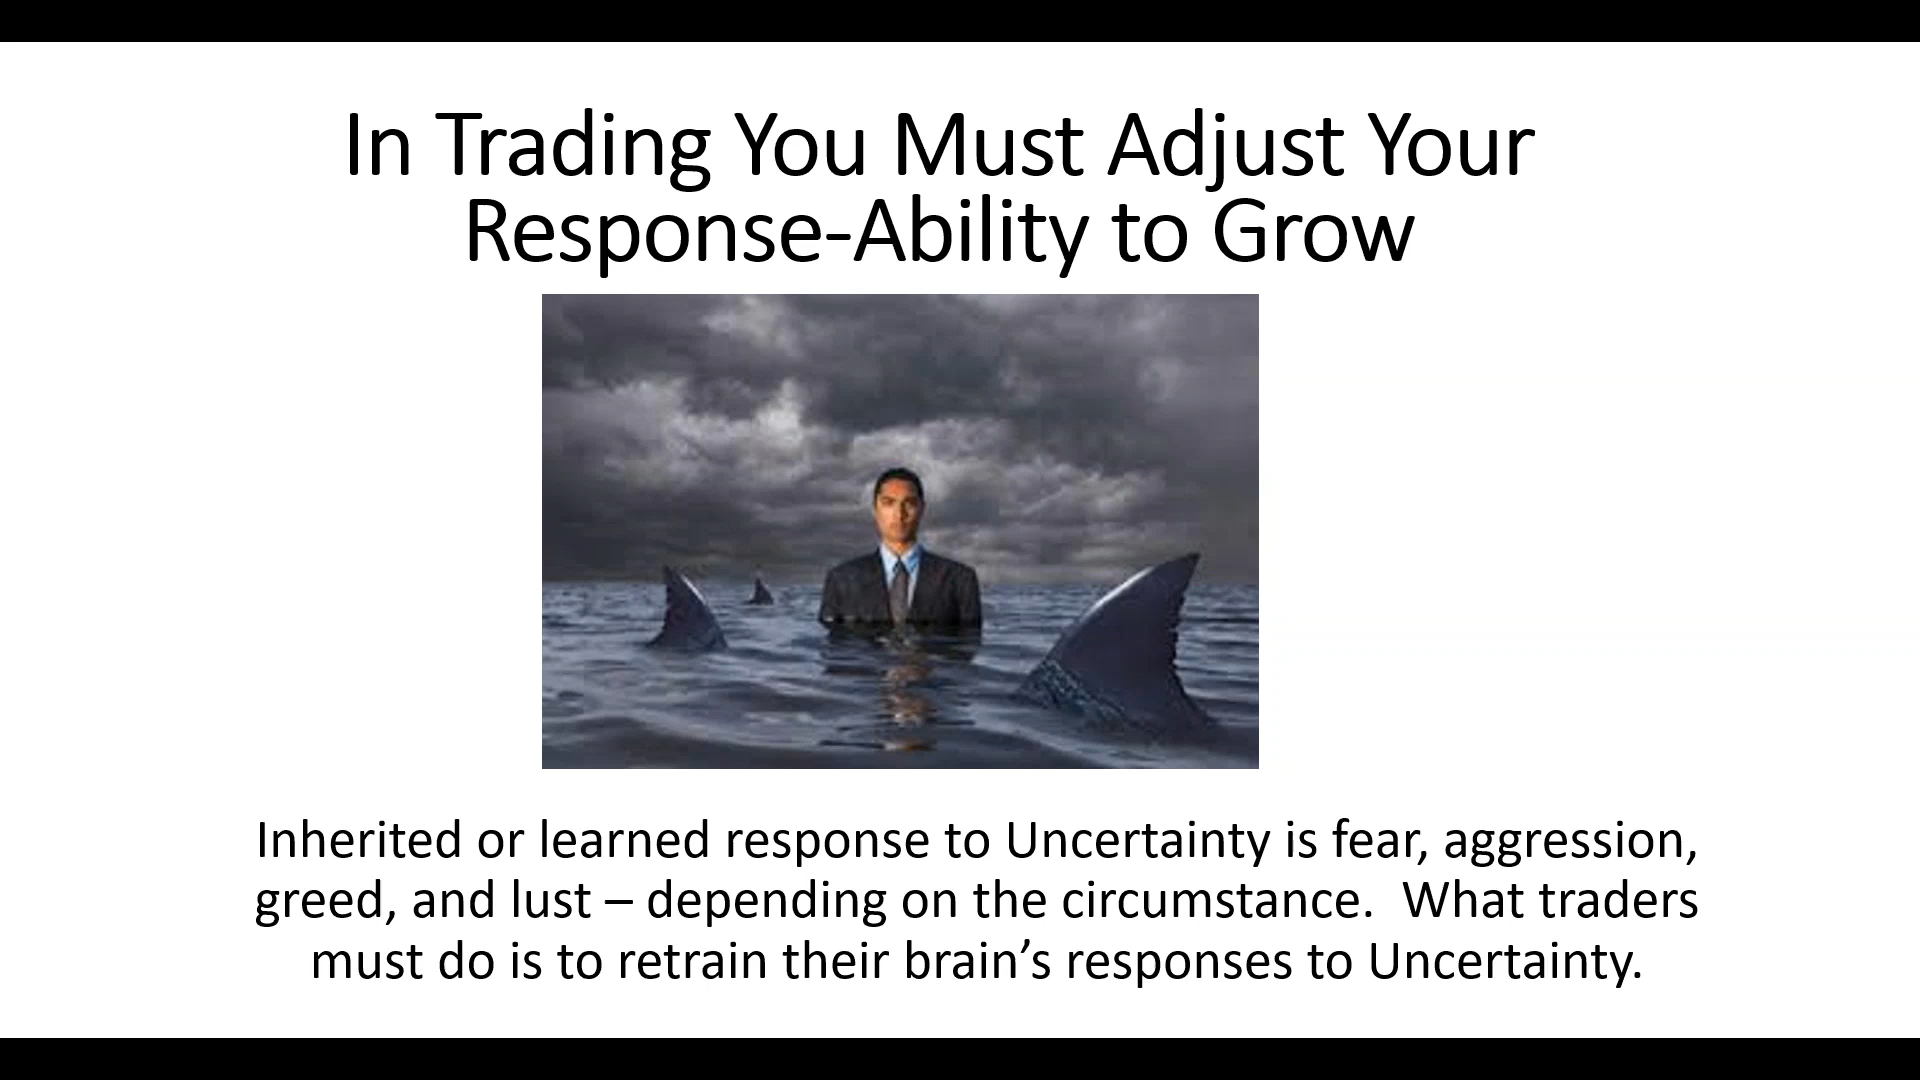 In Trading You Must Adjust Your
Response-Ability to Grow
Inherited or learned response to Uncertainty is fear, aggression,
greed, and lust – depending on the circumstance.  What traders
must do is to retrain their brain’s responses to Uncertainty.